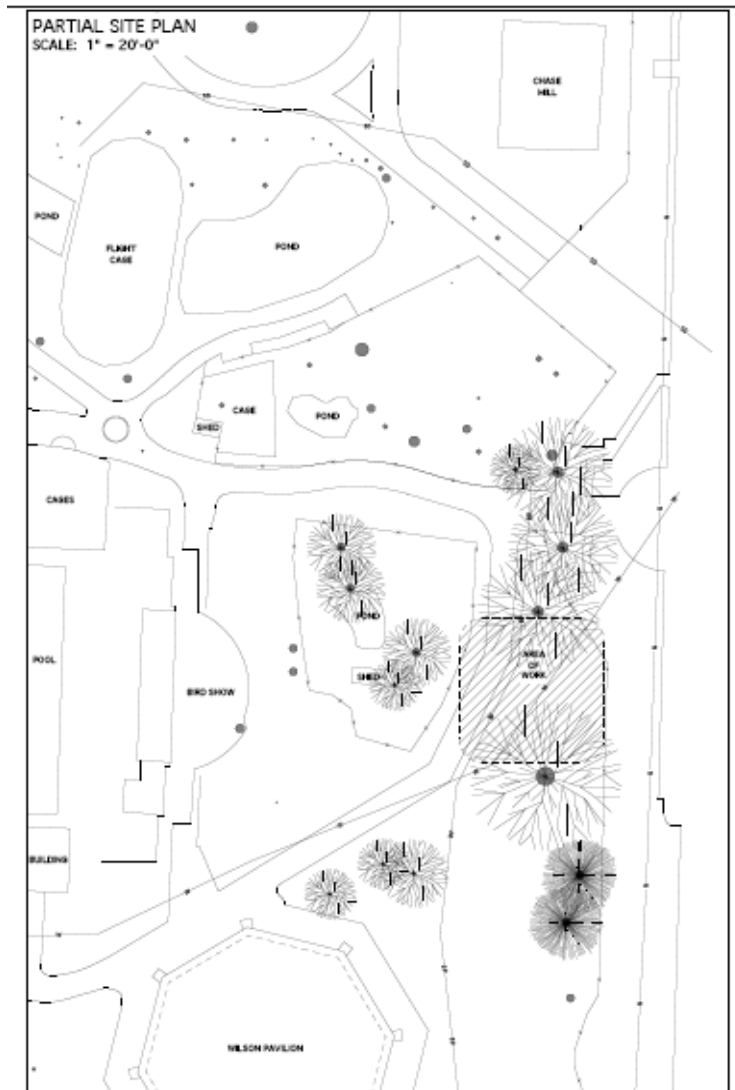 PARTIAL SITE PLAN
SCALE: 1" = 20'-0"
CHASE
HILL
POND
FLIGHT
CAGE
POND
CAGE
POND
SHED
CAGES
POND
AREA
OF
WORK
POOL
SHED
BIRD SHOW
BUILDING
WILSON PAVILION